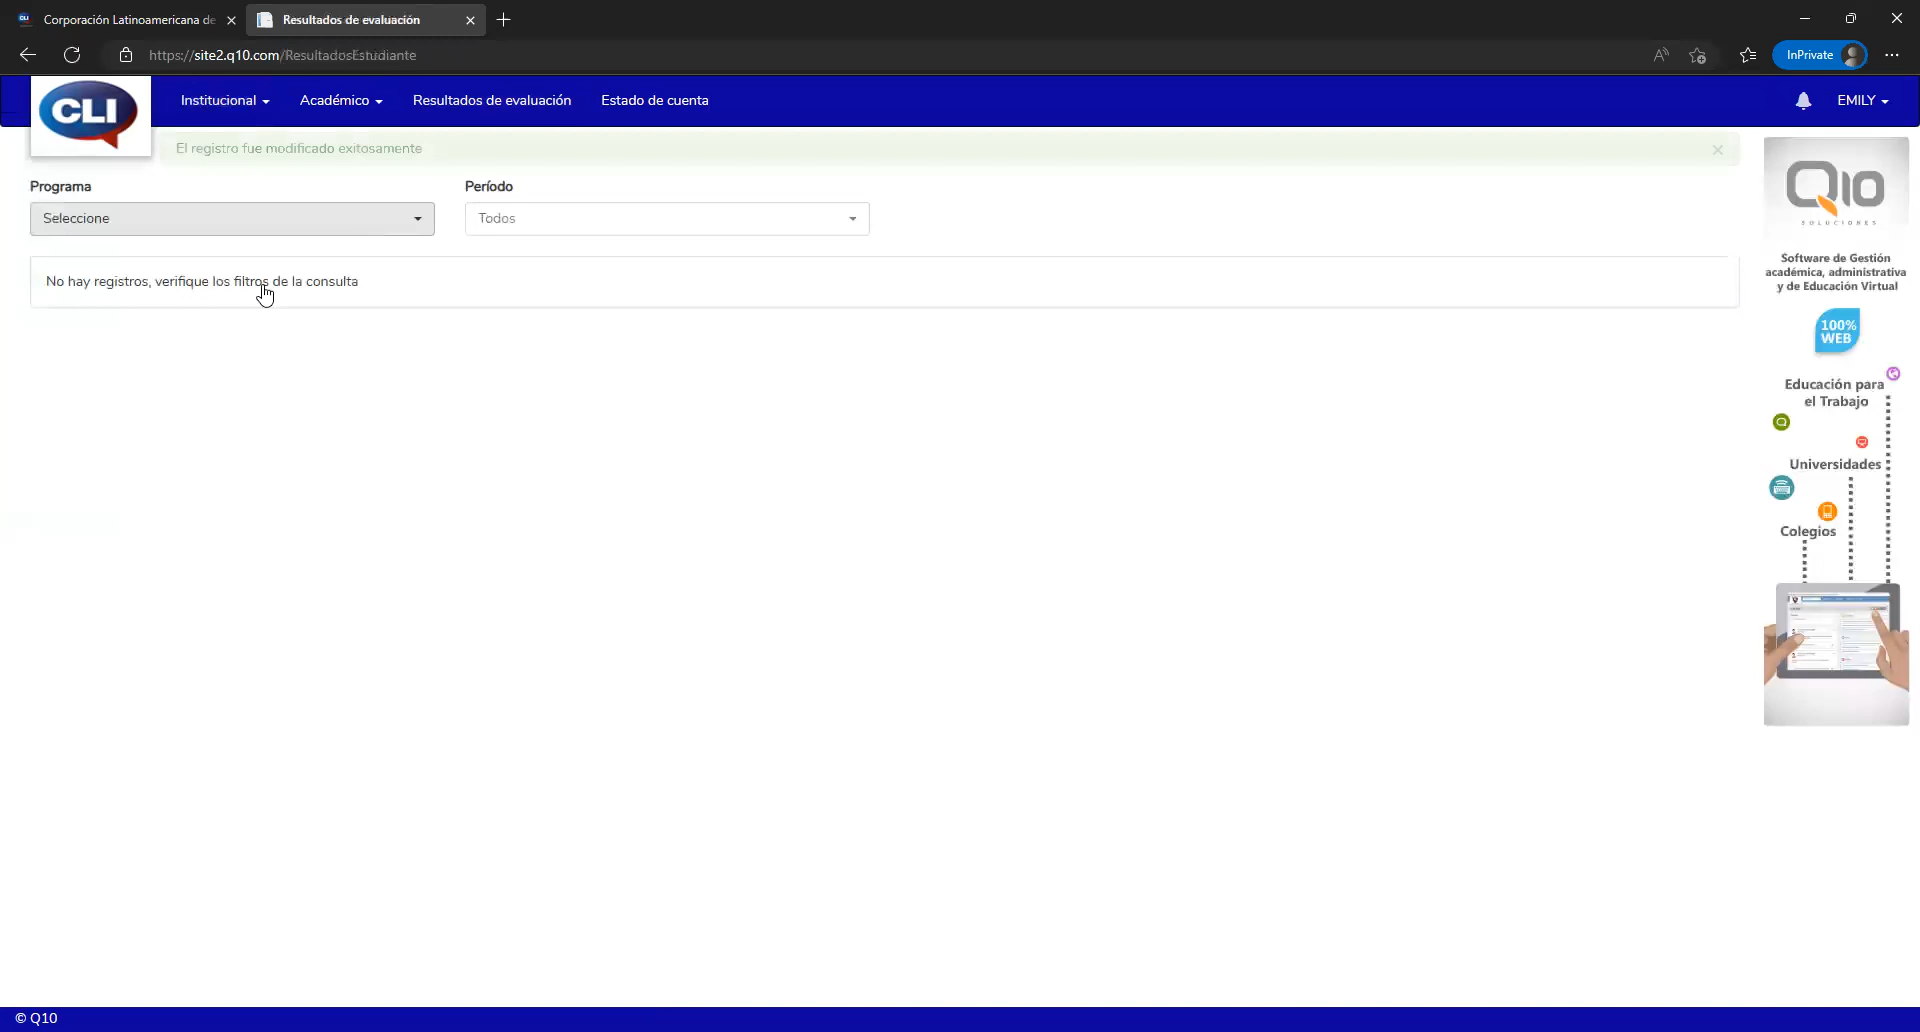 Corporación Latinoamericana de
Resultados de evaluación
https://site2.q10.com/ResultadosEstudiante
InPrivate
CLI
Institucional
Académico
Resultados de evaluación
Estado de cuenta
EMILY
El registro fue modificado exitosamente
Programa
Período
Seleccione
Todos
No hay registros, verifique los filtros de la consulta
Q10
SOLUCIONES
Software de Gestión
académica, administrativa
y de Educación Virtual
100%
WEB
Educación para
el Trabajo
Universidades
Colegios
© Q10